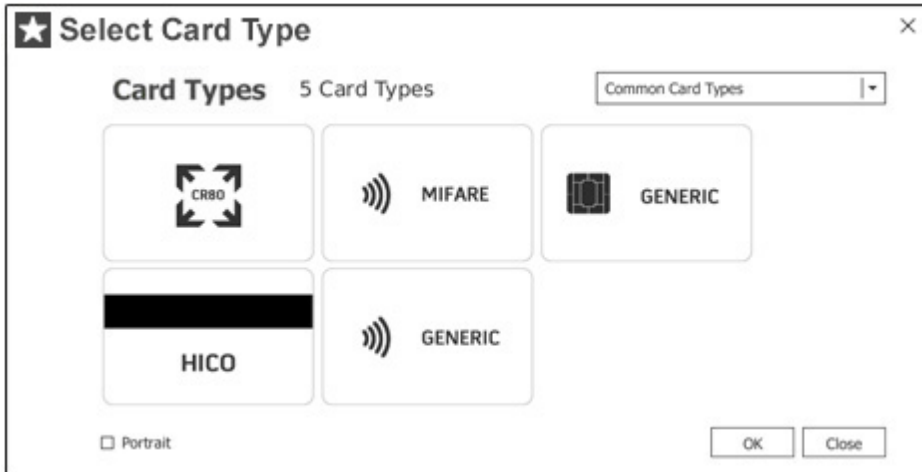 Select Card Type
Card Types 5 Card Types Common Card Types
CR80
MIFARE
GENERIC
HICO
GENERIC
Portrait
OK Close